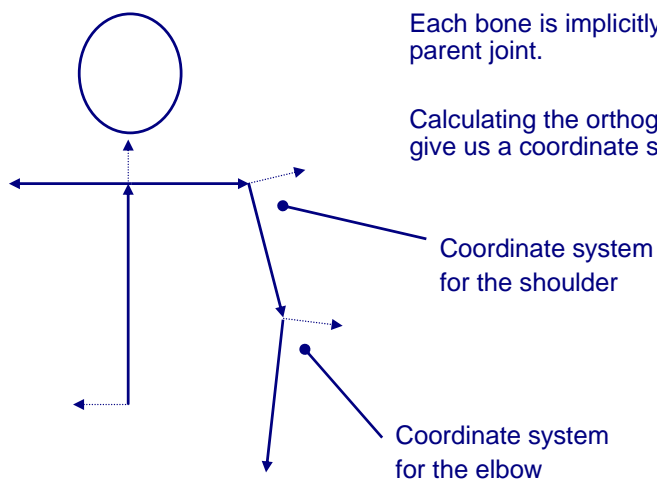 Each bone is implicitly
parent joint.
Calculating the orthog
give us a coordinate s
Coordinate system
for the shoulder
Coordinate system
for the elbow